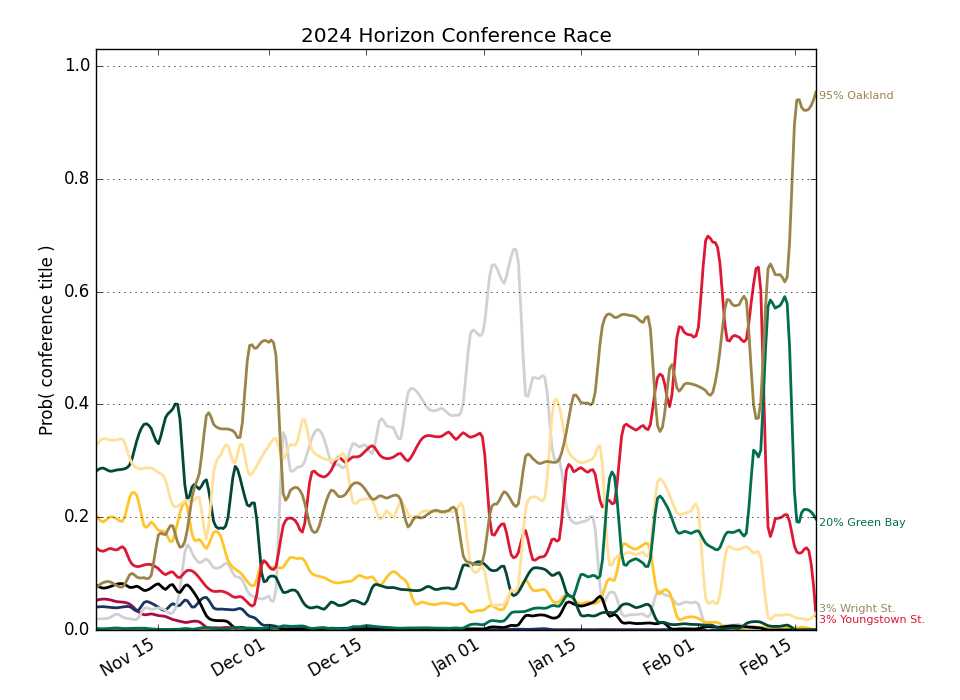 2024 Horizon Conference Race
Prob( conference title )
1.0
0.8
0.6
0.4
0.2
0.0
95% Oakland
20% Green Bay
3% Wright St.
3% Youngstown St.
Nov 15
Dec 01
Dec 15
Jan 01
Jan 15
Feb 01
Feb 15